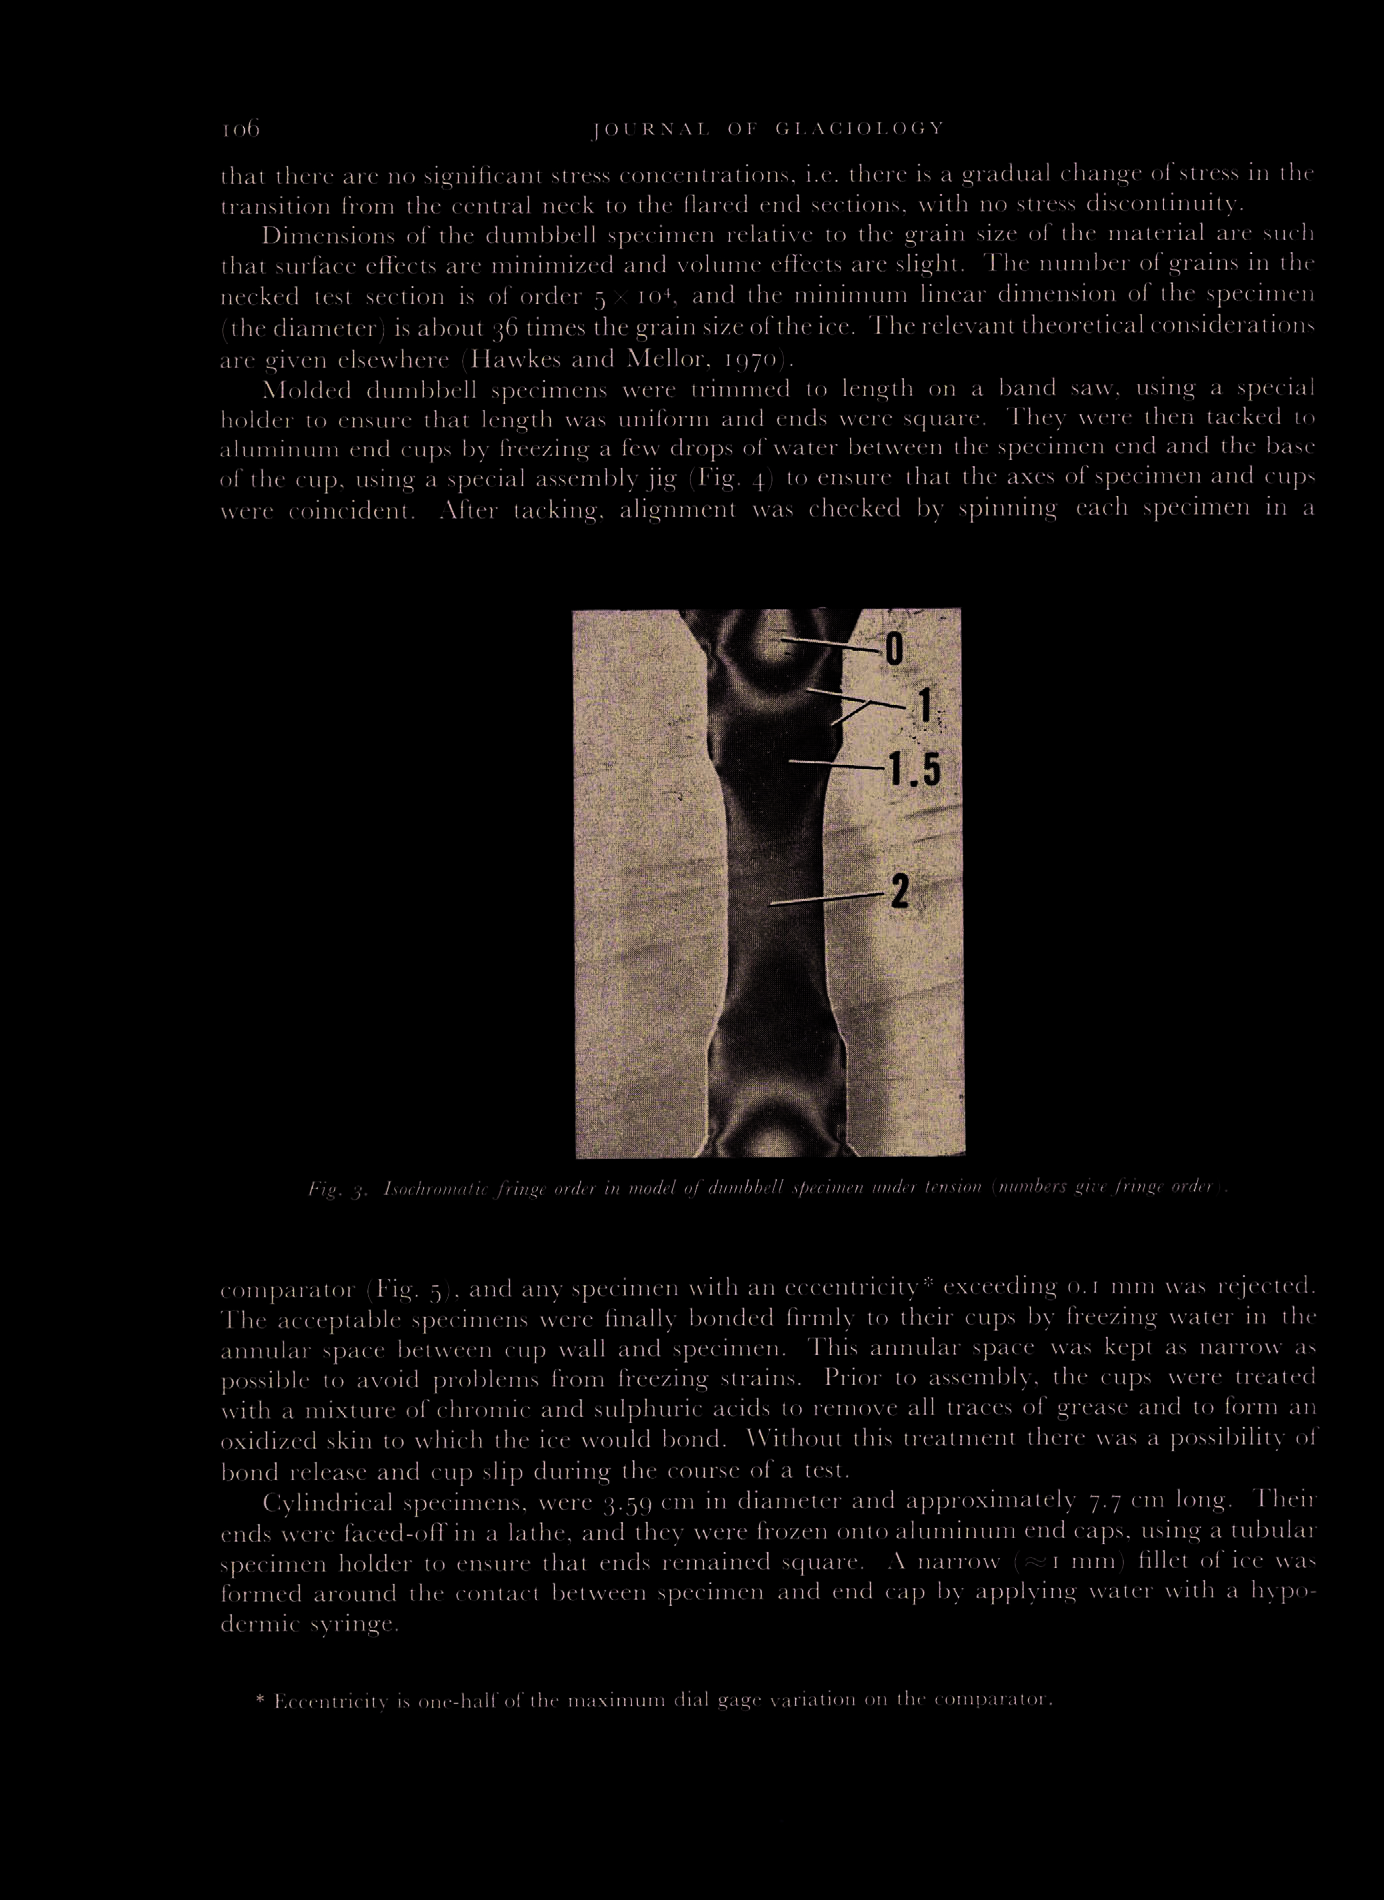 106
JOURNAL OF GLACIOLOGY
that there are no significant stress concentrations, i.e. there is a gradual change of stress in the
transition from the central neck to the flared end sections, with no stress discontinuity.
Dimensions of the dumbbell specimen relative to the grain size of the material are such
that surface effects are minimized and volume effects are slight. The number of grains in the
necked test section is of order 5 × 10⁴, and the minimum linear dimension of the specimen
(the diameter) is about 36 times the grain size of the ice. The relevant theoretical considerations
are given elsewhere (Hawkes and Mellor, 1970).
Molded dumbbell specimens were trimmed to length on a band saw, using a special
holder to ensure that length was uniform and ends were square. They were then tacked to
aluminum end cups by freezing a few drops of water between the specimen end and the base
of the cup, using a special assembly jig (Fig. 4) to ensure that the axes of specimen and cups
were coincident. After tacking, alignment was checked by spinning each specimen in a
0
1
1.5
2
Fig. 3. Isochromatic fringe order in model of dumbbell specimen under tension (numbers give fringe order).
comparator (Fig. 5), and any specimen with an eccentricity* exceeding 0.1 mm was rejected.
The acceptable specimens were finally bonded firmly to their cups by freezing water in the
annular space between cup wall and specimen. This annular space was kept as narrow as
possible to avoid problems from freezing strains. Prior to assembly, the cups were treated
with a mixture of chromic and sulphuric acids to remove all traces of grease and to form an
oxidized skin to which the ice would bond. Without this treatment there was a possibility of
bond release and cup slip during the course of a test.
Cylindrical specimens, were 3.59 cm in diameter and approximately 7.7 cm long. Their
ends were faced-off in a lathe, and they were frozen onto aluminum end caps, using a tubular
specimen holder to ensure that ends remained square. A narrow (≈1 mm) fillet of ice was
formed around the contact between specimen and end cap by applying water with a hypo-
dermic syringe.
* Eccentricity is one-half of the maximum dial gage variation on the comparator.